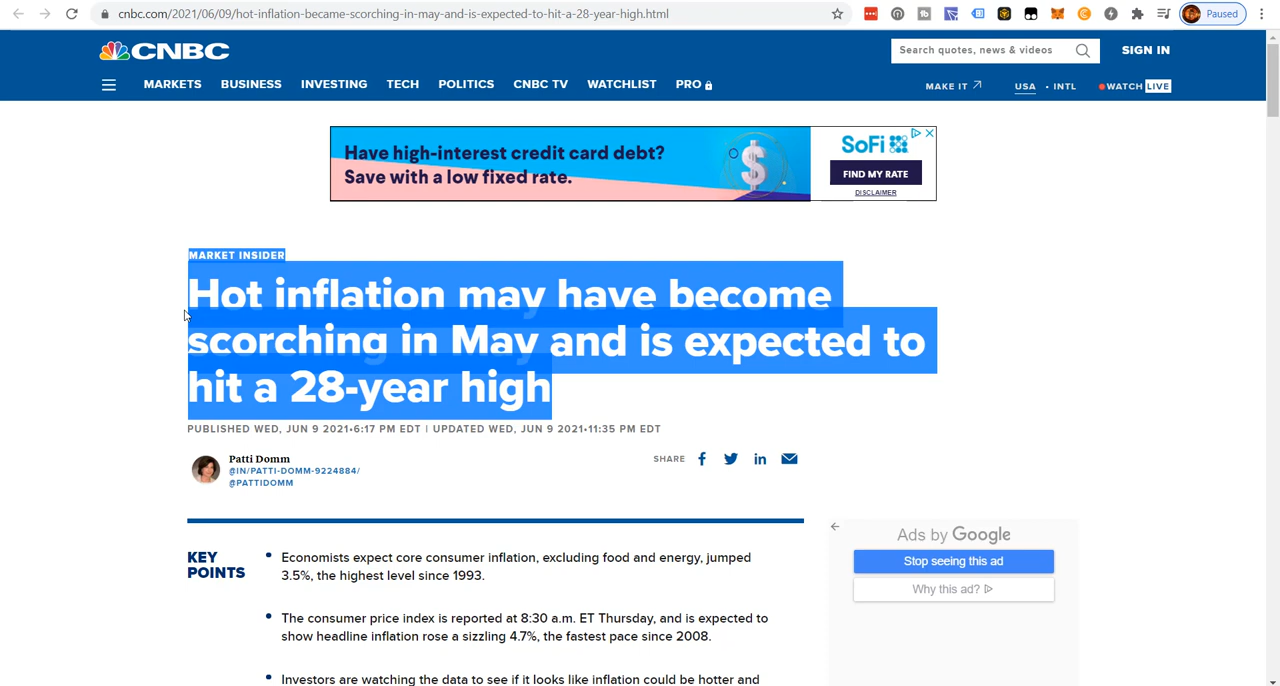 cnbc.com/2021/06/09/hot-inflation-became-scorching-in-may-and-is-expected-to-hit-a-28-year-high.html
Paused
CNBC
Search quotes, news & videos
SIGN IN
MARKETS BUSINESS INVESTING TECH POLITICS CNBC TV WATCHLIST PRO
MAKE IT USA • INTL WATCH LIVE
Have high-interest credit card debt?
Save with a low fixed rate.
SoFi
FIND MY RATE
DISCLAIMER
MARKET INSIDER
Hot inflation may have become
scorching in May and is expected to
hit a 28-year high
PUBLISHED WED, JUN 9 2021•6:17 PM EDT | UPDATED WED, JUN 9 2021•11:35 PM EDT
Patti Domm
@IN/PATTI-DOMM-9224884/
@PATTIDOMM
SHARE
KEY
POINTS
• Economists expect core consumer inflation, excluding food and energy, jumped
3.5%, the highest level since 1993.
• The consumer price index is reported at 8:30 a.m. ET Thursday, and is expected to
show headline inflation rose a sizzling 4.7%, the fastest pace since 2008.
• Investors are watching the data to see if it looks like inflation could be hotter and
Ads by Google
Stop seeing this ad
Why this ad?